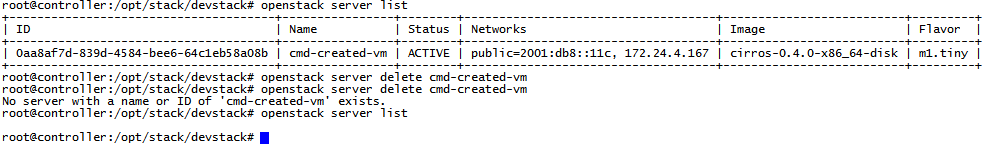 root@controller:/opt/stack/devstack# openstack server list
+--------------------------------------+----------------+--------+---------------------------------+--------------------------+---------+
| ID | Name | Status | Networks | Image | Flavor |
+--------------------------------------+----------------+--------+---------------------------------+--------------------------+---------+
| 0aa8af7d-839d-4584-bee6-64c1eb58a08b | cmd-created-vm | ACTIVE | public=2001:db8::11c, 172.24.4.167 | cirros-0.4.0-x86_64-disk | m1.tiny |
+--------------------------------------+----------------+--------+---------------------------------+--------------------------+---------+
root@controller:/opt/stack/devstack# openstack server delete cmd-created-vm
root@controller:/opt/stack/devstack# openstack server delete cmd-created-vm
No server with a name or ID of 'cmd-created-vm' exists.
root@controller:/opt/stack/devstack# openstack server list
root@controller:/opt/stack/devstack#